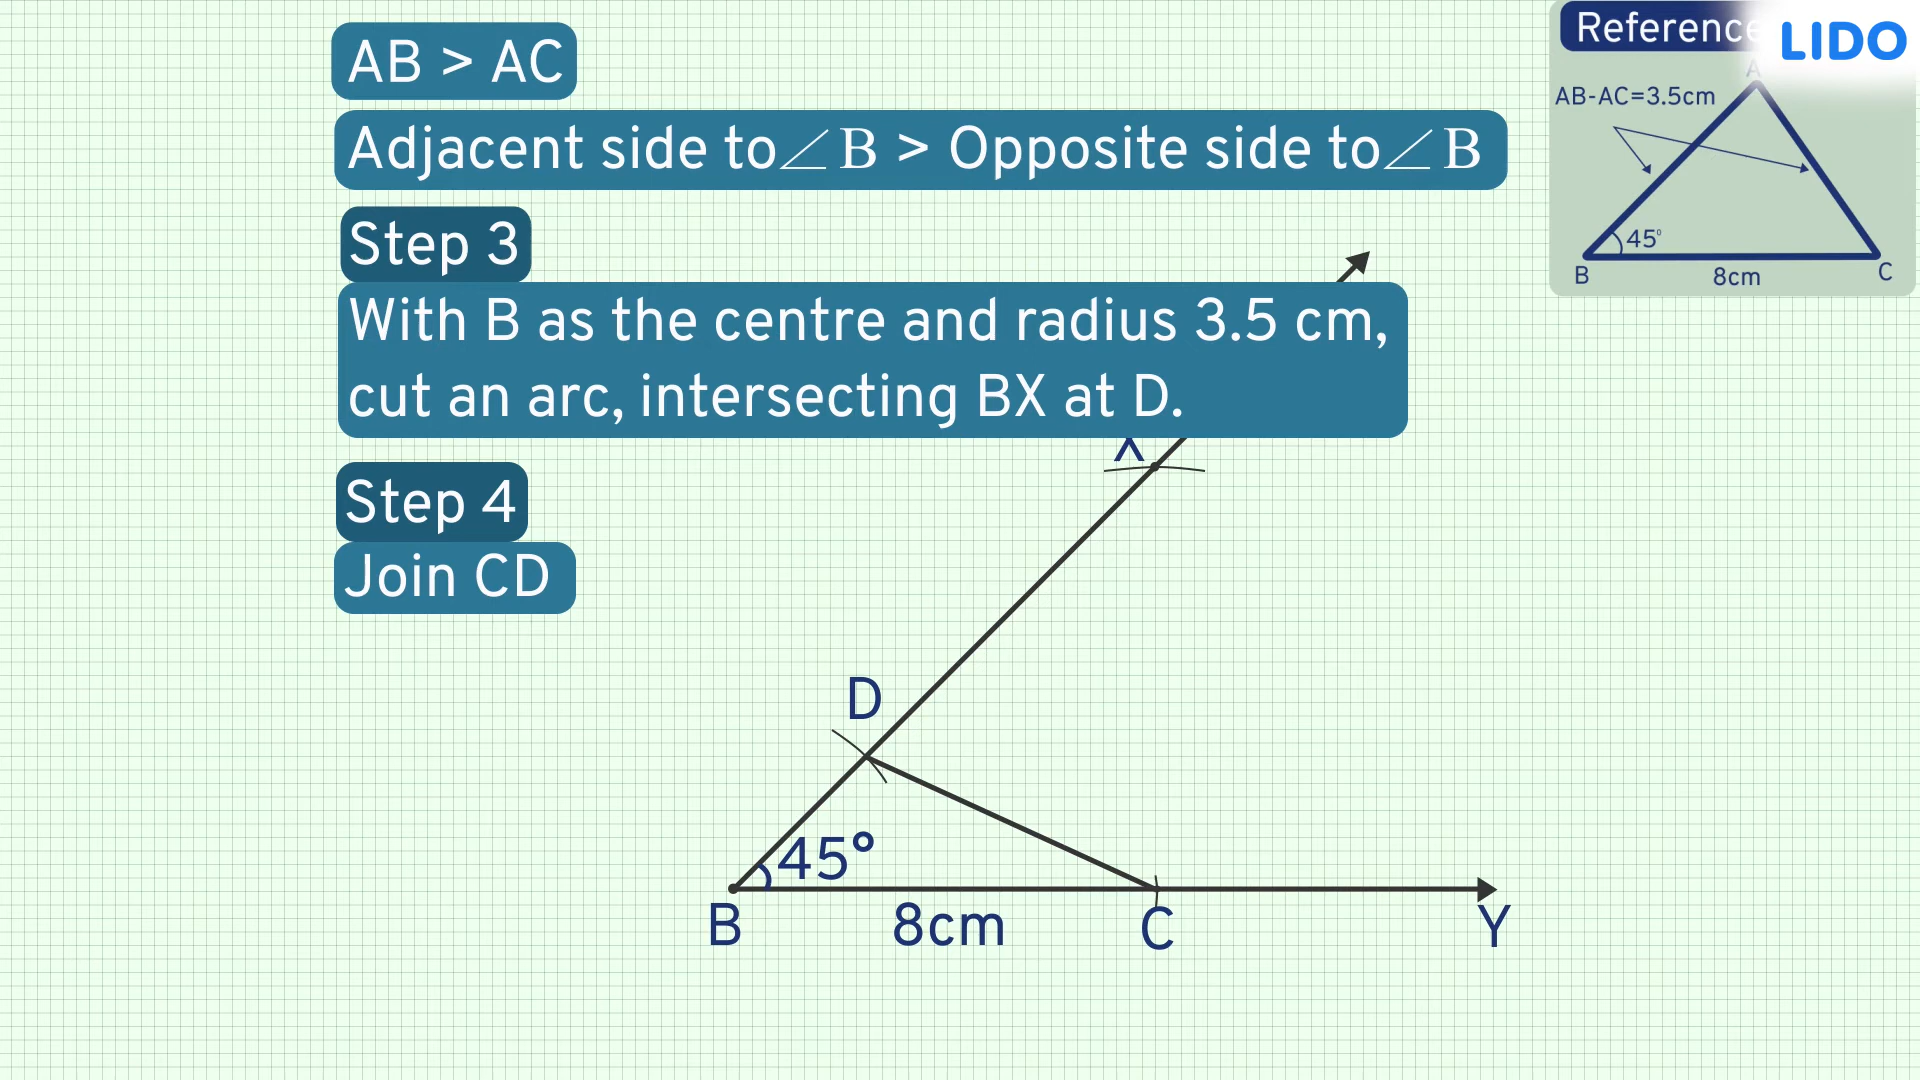 AB > AC
Adjacent side to∠B > Opposite side to∠B
Step 3
With B as the centre and radius 3.5 cm,
cut an arc, intersecting BX at D.
Step 4
Join CD
X
D
45°
B
8cm
C
Y
Reference
LIDO
A
AB-AC=3.5cm
45°
B
8cm
C